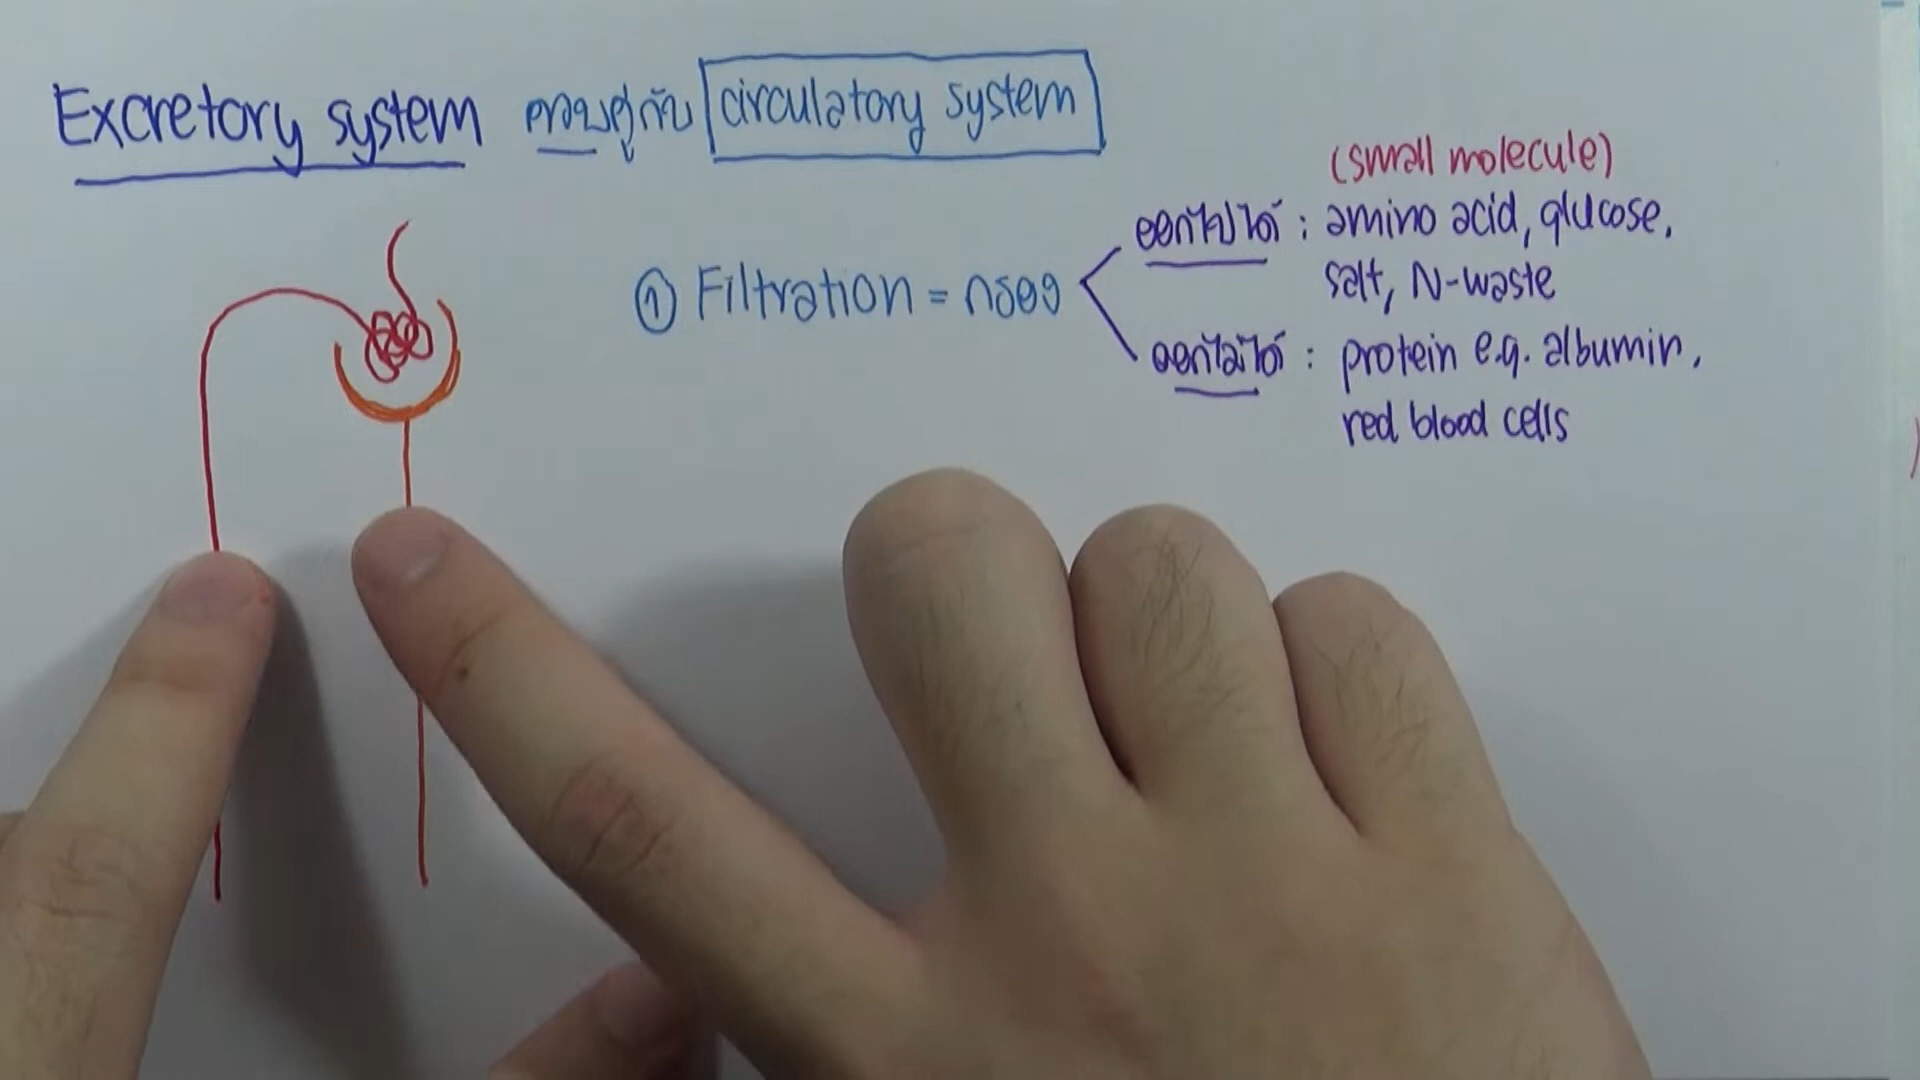 Excretory system ควบคู่กับ circulatory system
(small molecule)
ออกไปได้ : amino acid, glucose,
salt, N-waste
① Filtration = กรอง
ออกไม่ได้ : protein e.g. albumin,
red blood cells